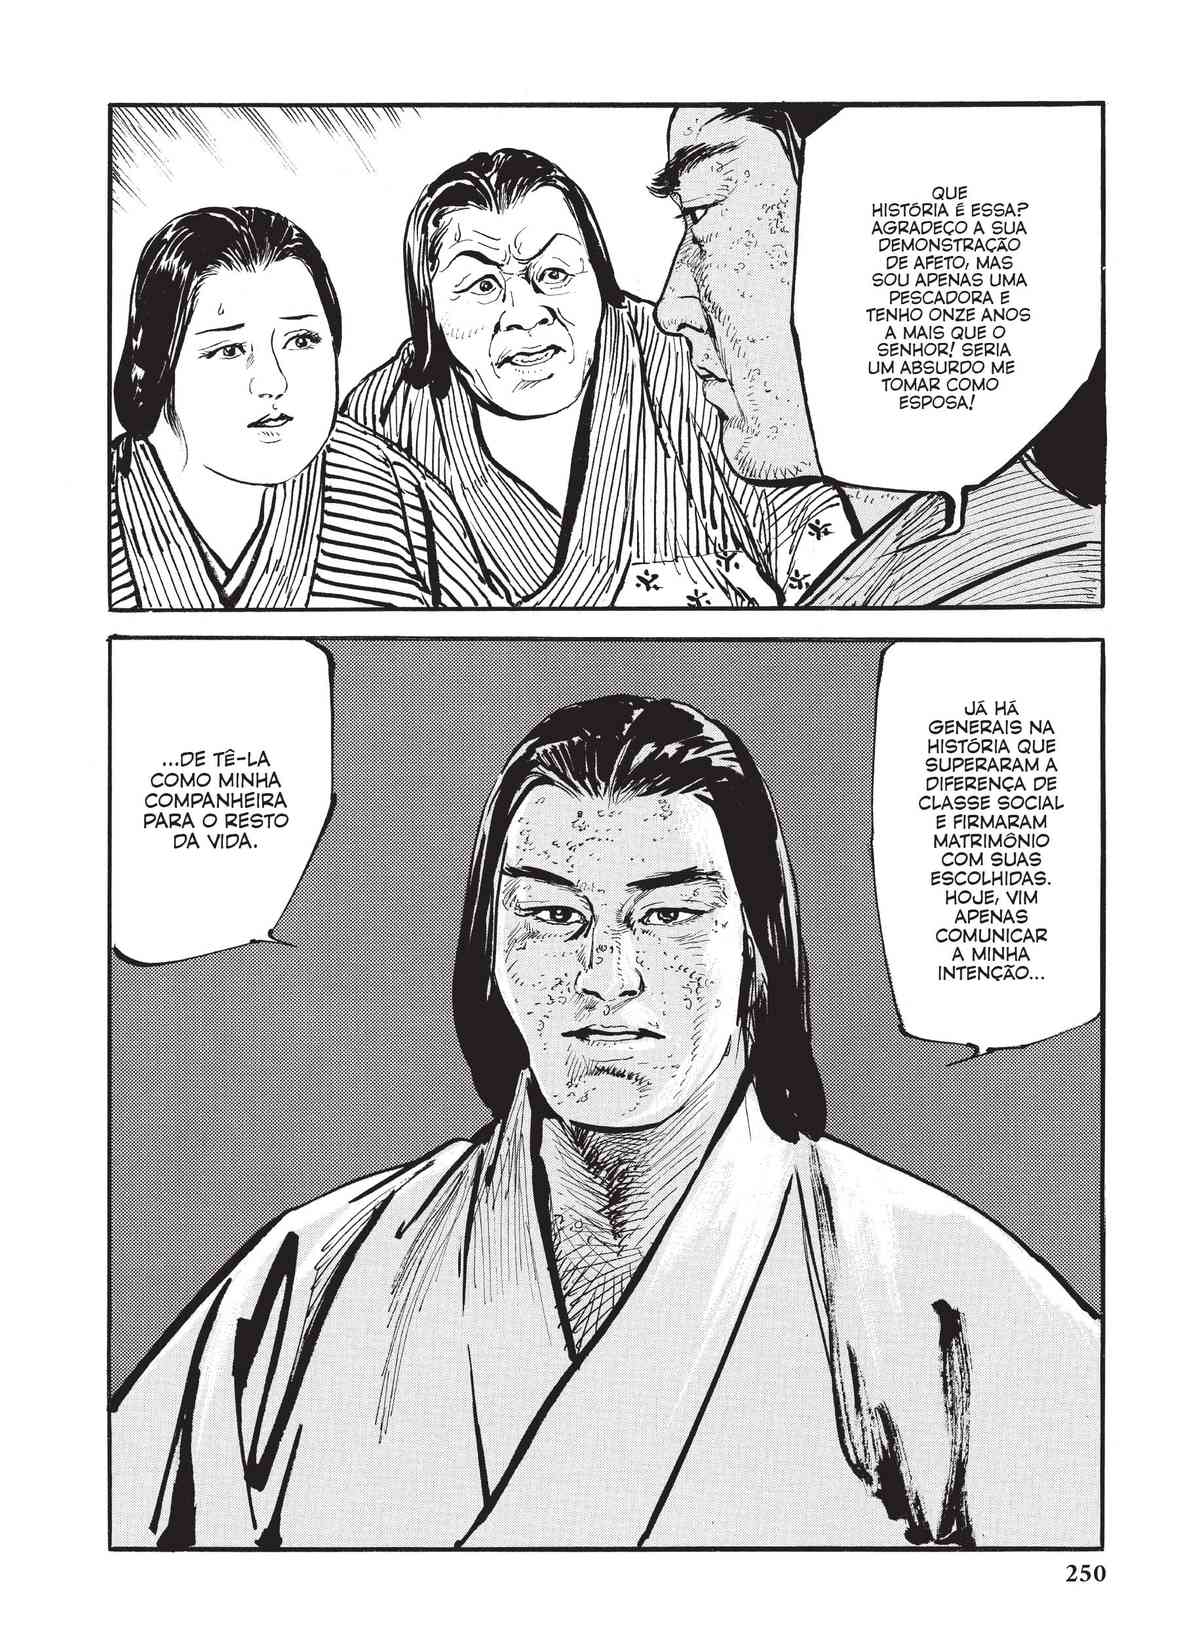 QUE
HISTÓRIA É ESSA?
AGRADEÇO A SUA
DEMONSTRAÇÃO
DE AFETO, MAS
SOU APENAS UMA
PESCADORA E
TENHO ONZE ANOS
A MAIS QUE O
SENHOR! SERIA
UM ABSURDO ME
TOMAR COMO
ESPOSA!
JÁ HÁ
GENERAIS NA
HISTÓRIA QUE
SUPERARAM A
DIFERENÇA DE
CLASSE SOCIAL
E FIRMARAM
MATRIMÔNIO
COM SUAS
ESCOLHIDAS.
HOJE, VIM
APENAS
COMUNICAR
A MINHA
INTENÇÃO...
...DE TÊ-LA
COMO MINHA
COMPANHEIRA
PARA O RESTO
DA VIDA.
250